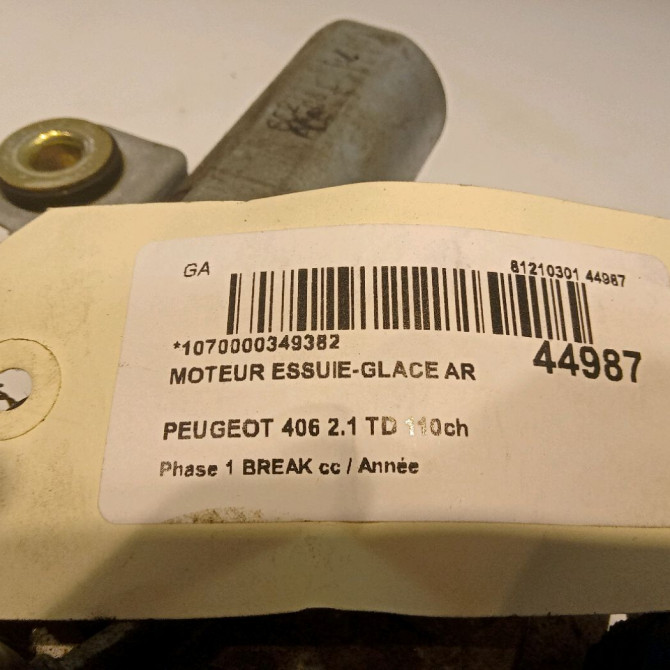 GA
81210301 44987
*1070000349382
44987
MOTEUR ESSUIE-GLACE AR
PEUGEOT 406 2.1 TD 110ch
Phase 1 BREAK cc / Année